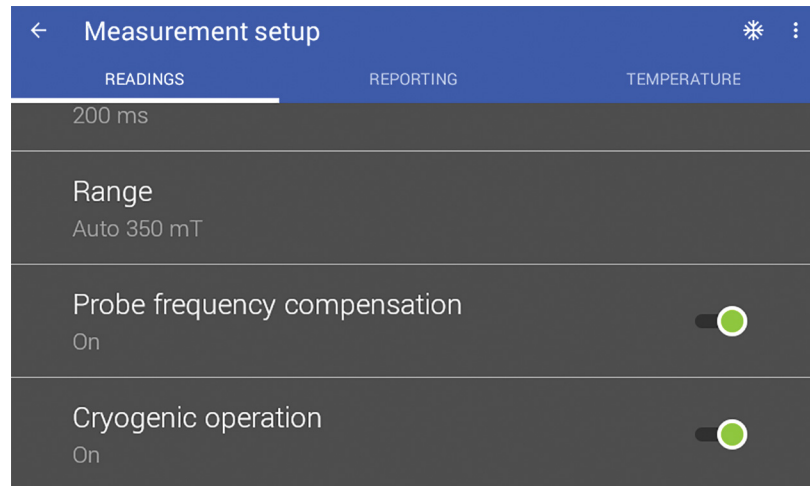 Measurement setup
READINGS REPORTING TEMPERATURE
200 ms
Range
Auto 350 mT
Probe frequency compensation
On
Cryogenic operation
On